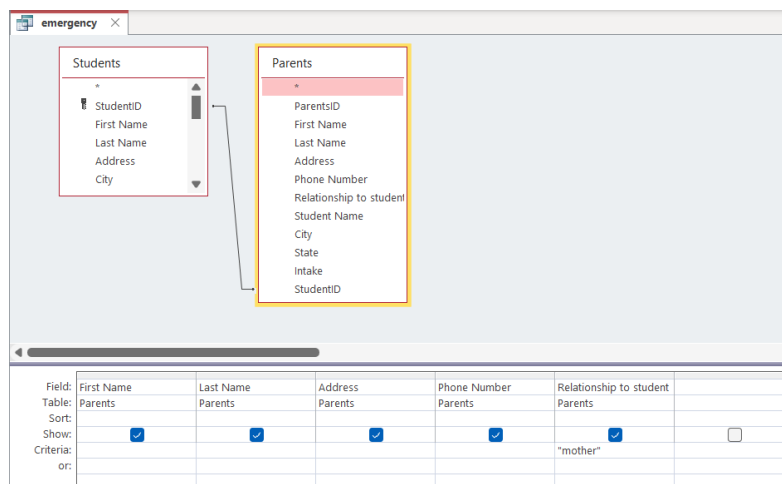 emergency
Students
*
StudentID
First Name
Last Name
Address
City
Parents
*
ParentsID
First Name
Last Name
Address
Phone Number
Relationship to student
Student Name
City
State
Intake
StudentID
Field: First Name Last Name Address Phone Number Relationship to student
Table: Parents Parents Parents Parents Parents
Sort:
Show:
Criteria: "mother"
or: